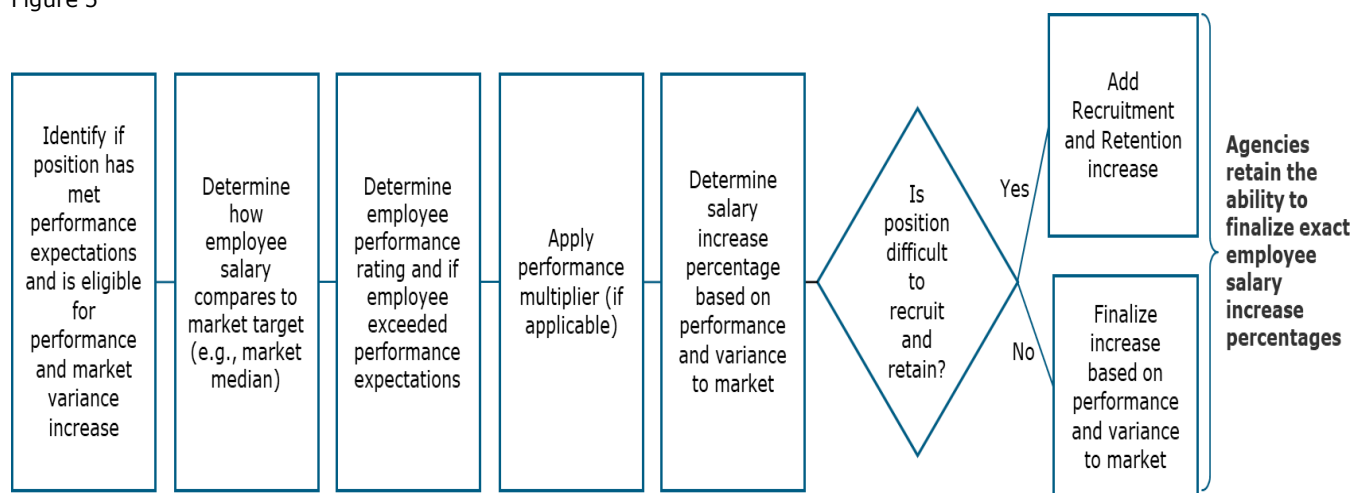 Figure 5
Identify if
position has
met
performance
expectations
and is eligible
for
performance
and market
variance
increase
Determine
how
employee
salary
compares to
market target
(e.g., market
median)
Determine
employee
performance
rating and if
employee
exceeded
performance
expectations
Apply
performance
multiplier (if
applicable)
Determine
salary
increase
percentage
based on
performance
and variance
to market
Is
position
difficult
to
recruit
and
retain?
Yes
Add
Recruitment
and Retention
increase
No
Finalize
increase
based on
performance
and variance
to market
Agencies
retain the
ability to
finalize exact
employee
salary
increase
percentages